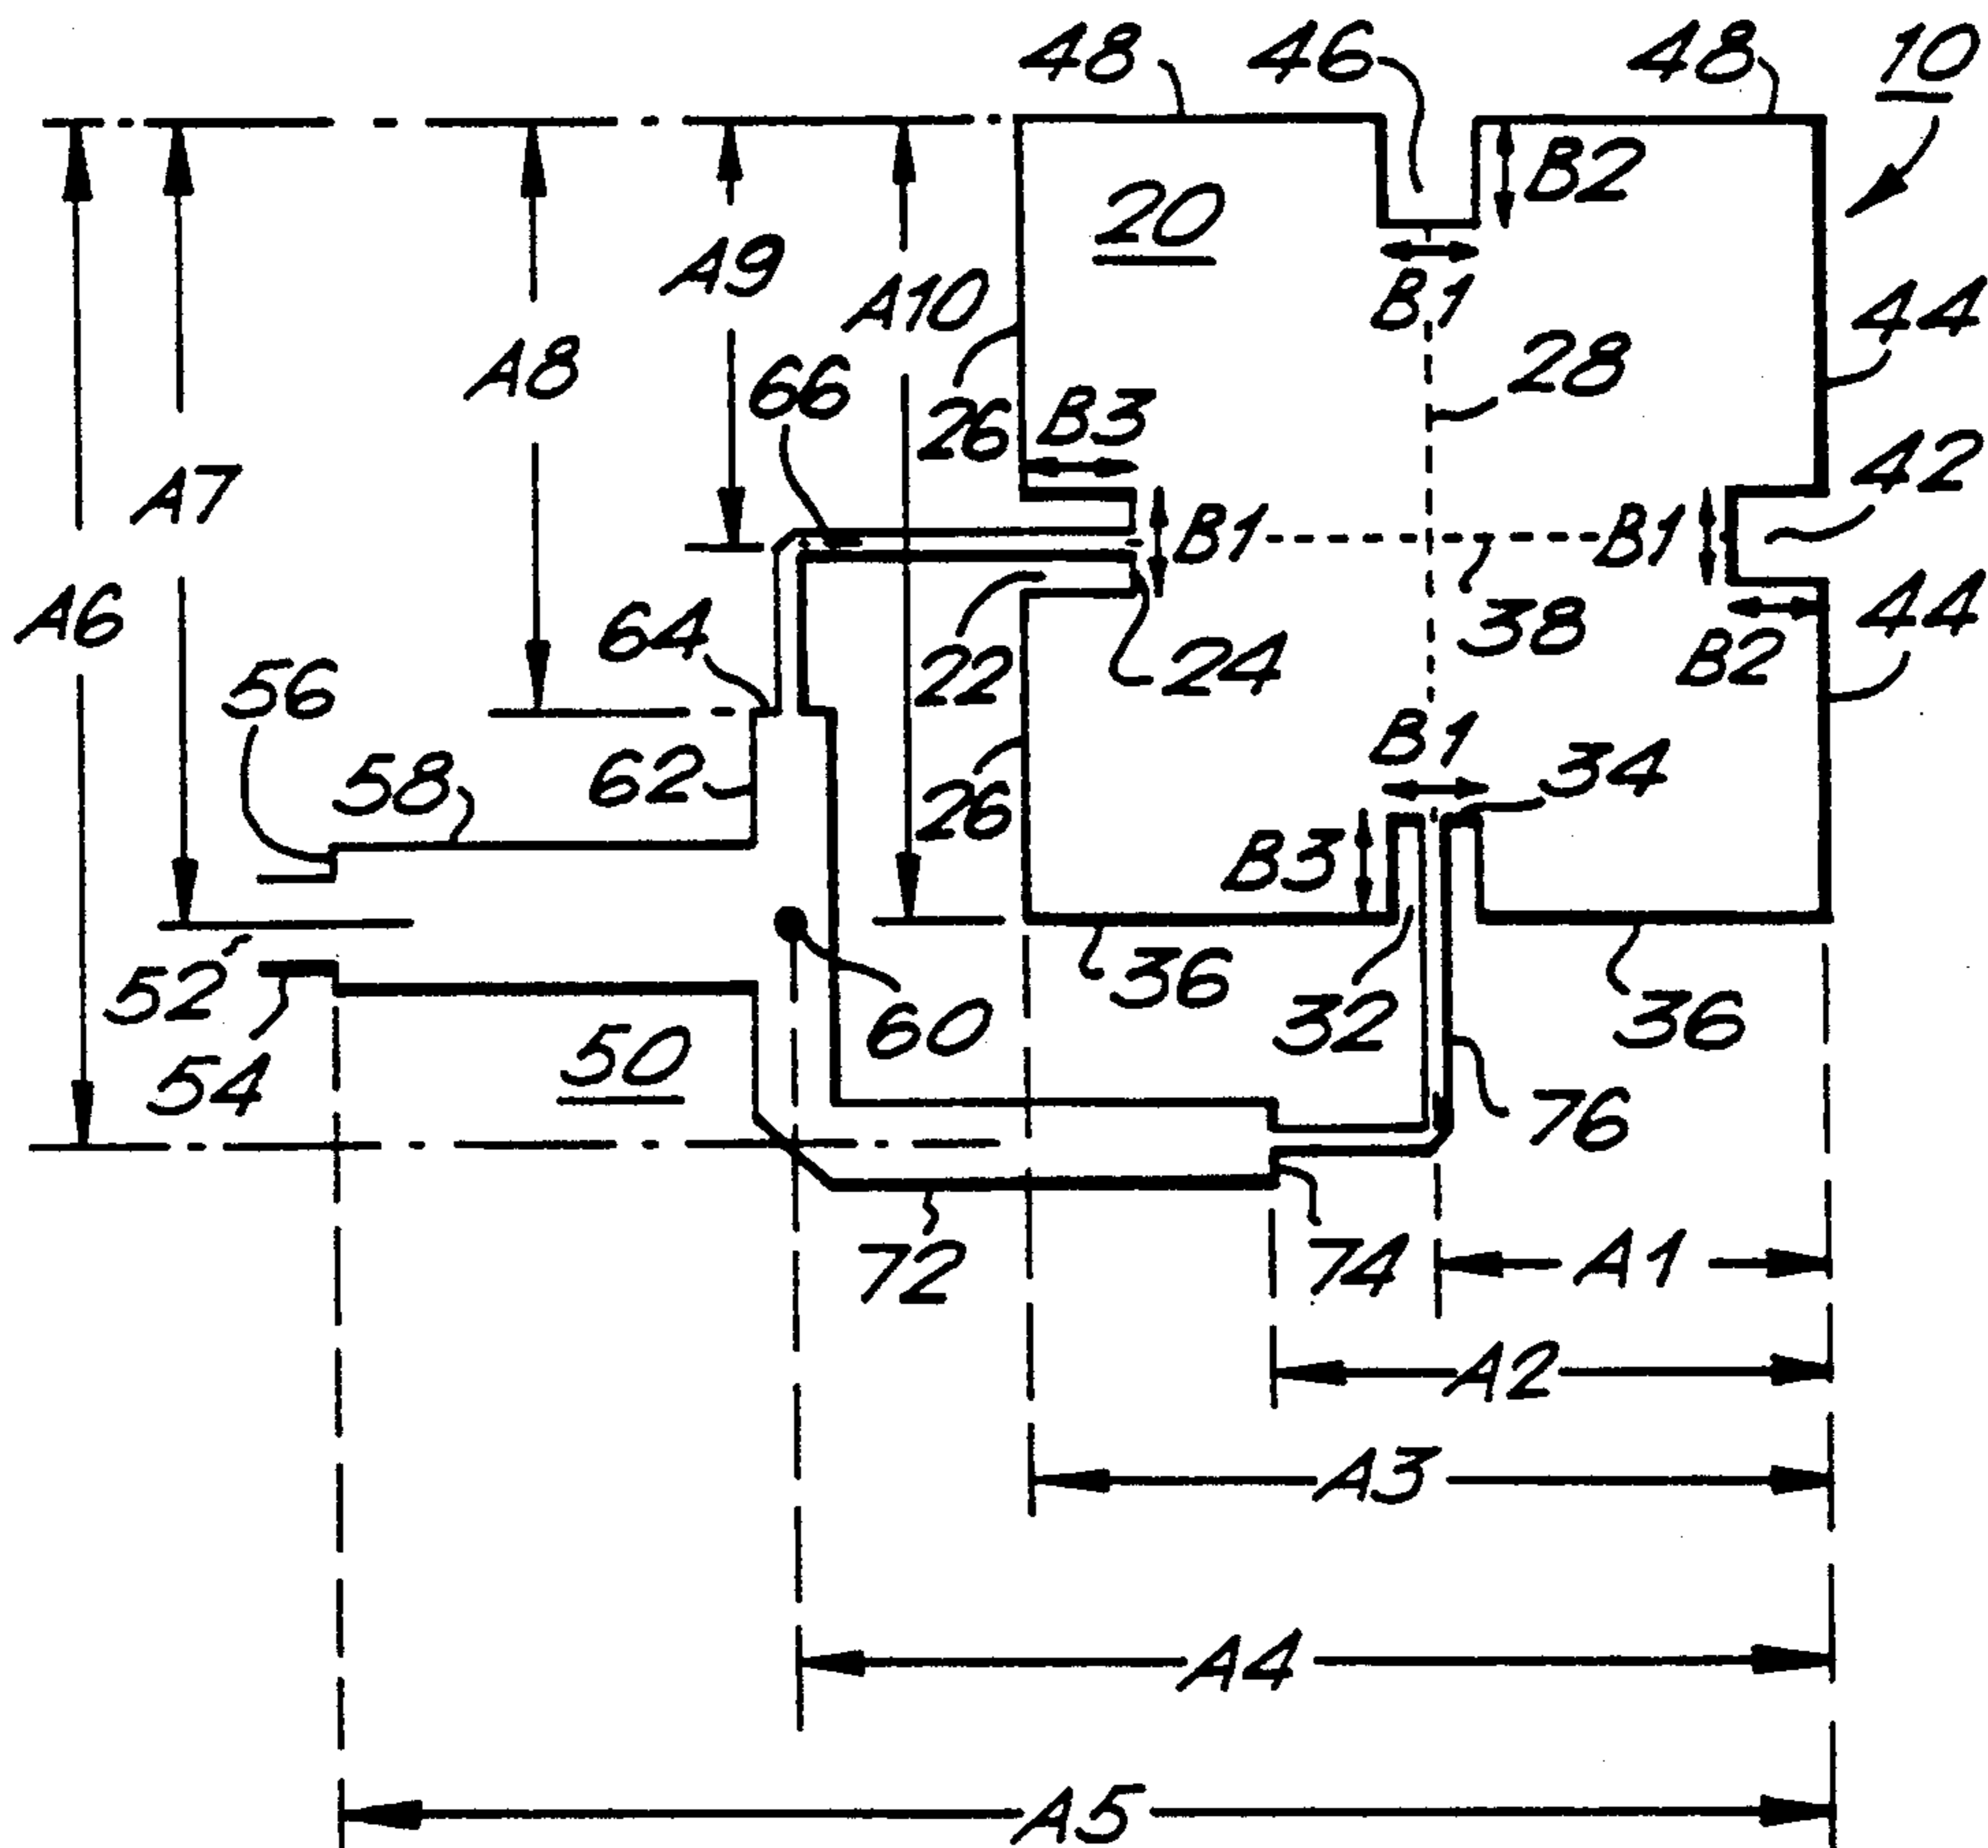 48 46 48 10
20 B2
A9 A10 B1 44
A8 66 28
26 B3 42
A7 B1 B1
A6 64 38 44
56 22 24 B2
58 62 B1 34
26 B3
52 36 32 36
54 50 60
76
72 74 A1
A2
A3
A4
A5